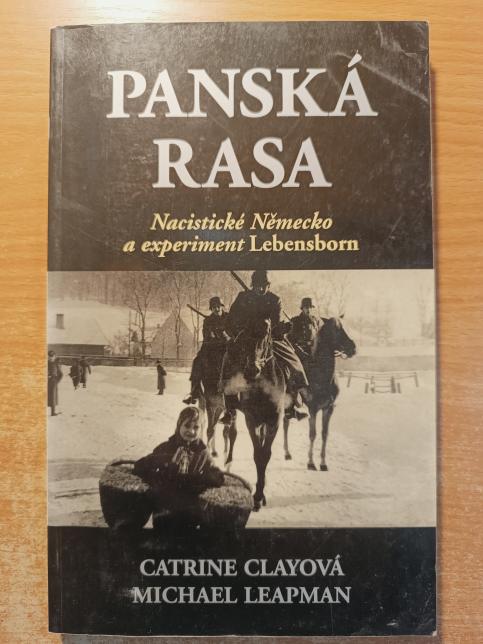 PANSKÁ
RASA
Nacistické Německo
a experiment Lebensborn
CATRINE CLAYOVÁ
MICHAEL LEAPMAN